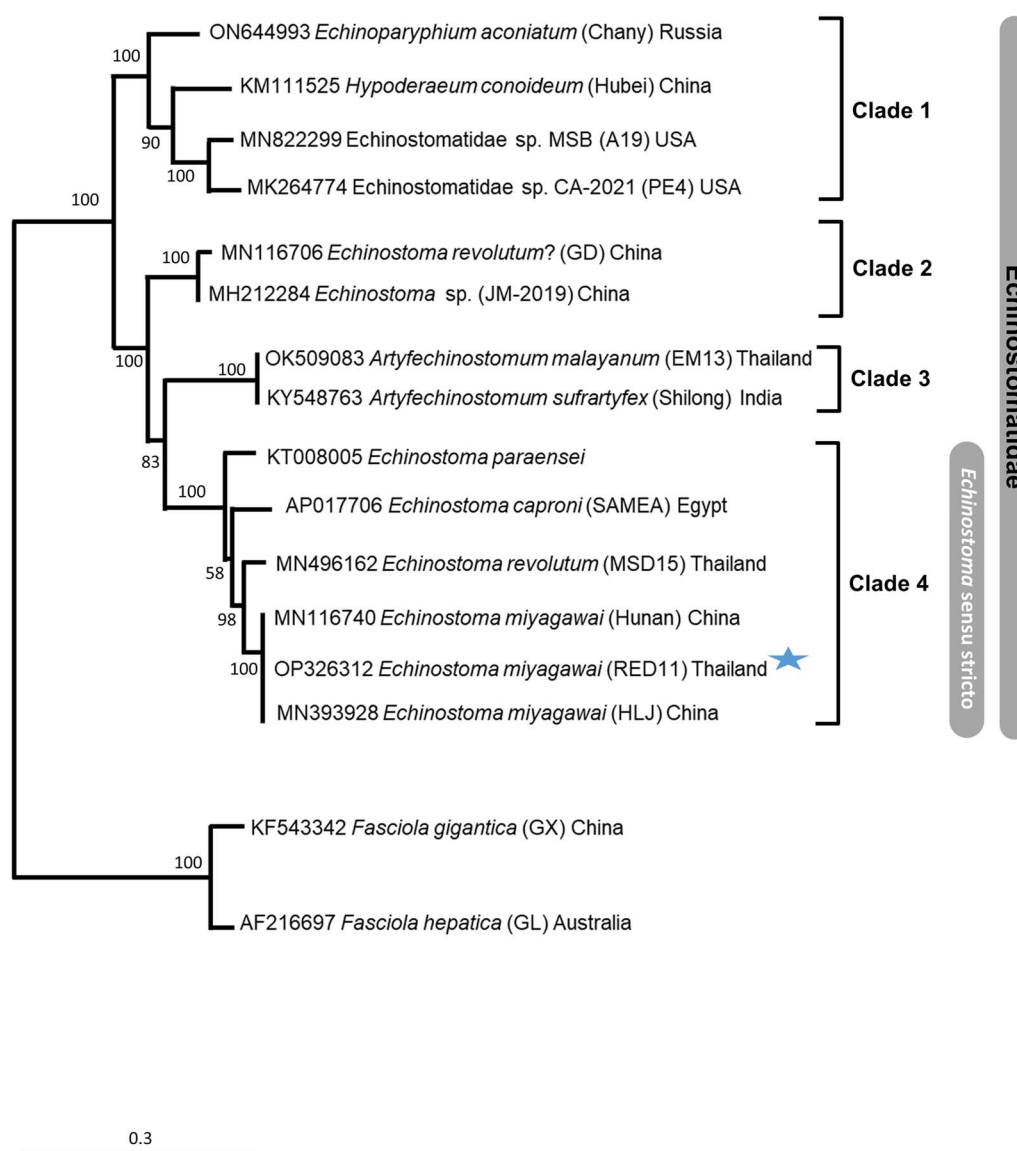 ON644993 Echinoparyphium aconiatum (Chany) Russia
100
KM111525 Hypoderaeum conoideum (Hubei) China
Clade 1
90
MN822299 Echinostomatidae sp. MSB (A19) USA
100
MK264774 Echinostomatidae sp. CA-2021 (PE4) USA
100
MN116706 Echinostoma revolutum? (GD) China
100
Clade 2
MH212284 Echinostoma sp. (JM-2019) China
100
OK509083 Artyfechinostomum malayanum (EM13) Thailand
100
Clade 3
KY548763 Artyfechinostomum sufrartyfex (Shilong) India
83
KT008005 Echinostoma paraensei
100
AP017706 Echinostoma caproni (SAMEA) Egypt
58
MN496162 Echinostoma revolutum (MSD15) Thailand
Clade 4
98
MN116740 Echinostoma miyagawai (Hunan) China
100
OP326312 Echinostoma miyagawai (RED11) Thailand
MN393928 Echinostoma miyagawai (HLJ) China
Echinostoma sensu stricto
Echinostomatidae
KF543342 Fasciola gigantica (GX) China
100
AF216697 Fasciola hepatica (GL) Australia
0.3